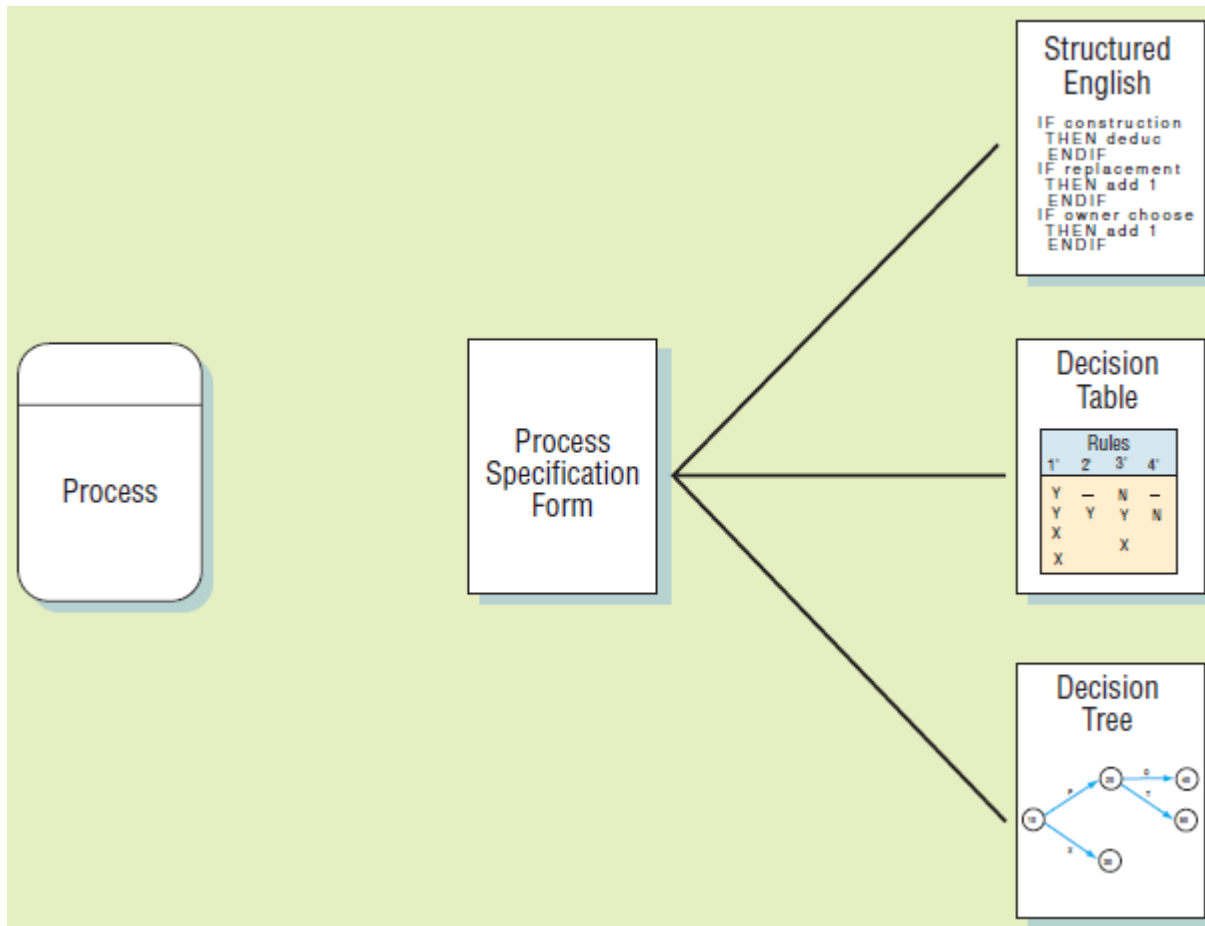 Structured
English
IF construction
THEN deduc
ENDIF
IF replacement
THEN add 1
ENDIF
IF owner choose
THEN add 1
ENDIF
Process
Process
Specification
Form
Decision
Table
Rules
1' 2' 3' 4'
Y – N –
Y Y Y N
X
X
X
Decision
Tree